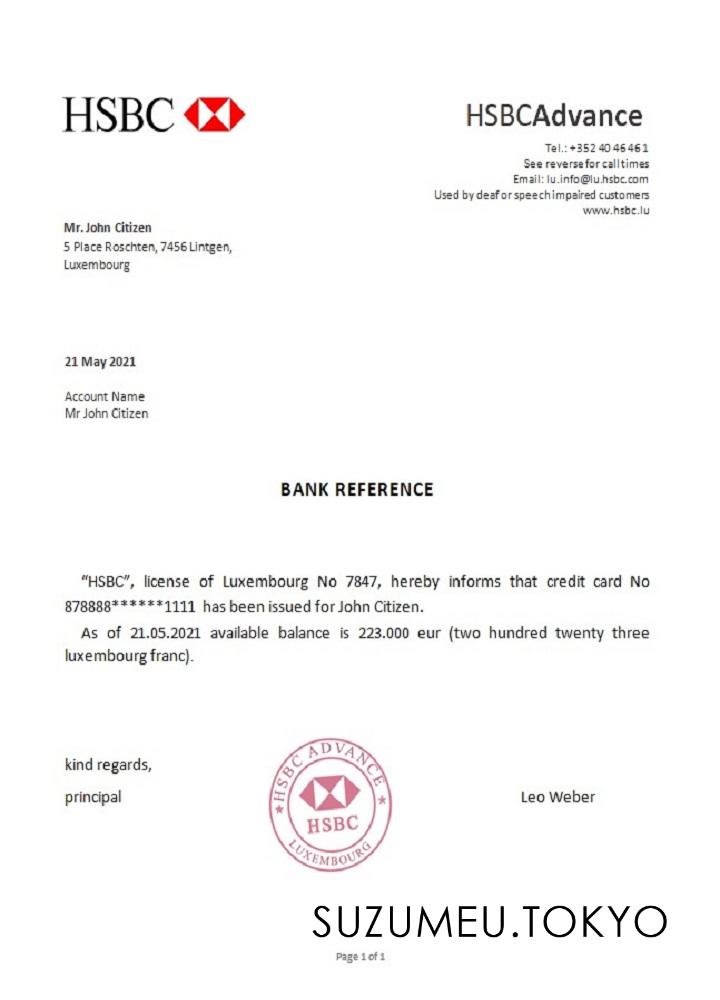 HSBC
HSBCAdvance
Tel.: +352 40 46 46 1
See reverse for call times
Email: lu.info@lu.hsbc.com
Used by deaf or speech impaired customers
www.hsbc.lu
Mr. John Citizen
5 Place Roschten, 7456 Lintgen,
Luxembourg
21 May 2021
Account Name
Mr John Citizen
BANK REFERENCE
“HSBC”, license of Luxembourg No 7847, hereby informs that credit card No
878888******1111 has been issued for John Citizen.
As of 21.05.2021 available balance is 223.000 eur (two hundred twenty three
luxembourg franc).
kind regards,
principal
HSBC ADVANCE
HSBC
LUXEMBOURG
Leo Weber
SUZUMEU.TOKYO
Page 1 of 1